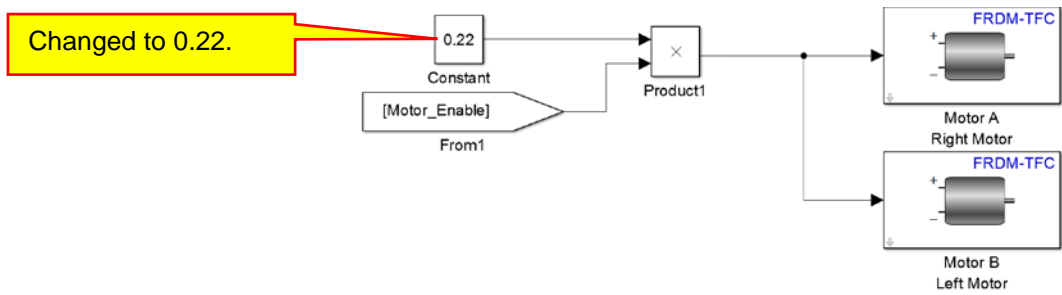 Changed to 0.22.
0.22
Constant
[Motor_Enable]
From1
×
Product1
FRDM-TFC
+
−
Motor A
Right Motor
FRDM-TFC
+
−
Motor B
Left Motor